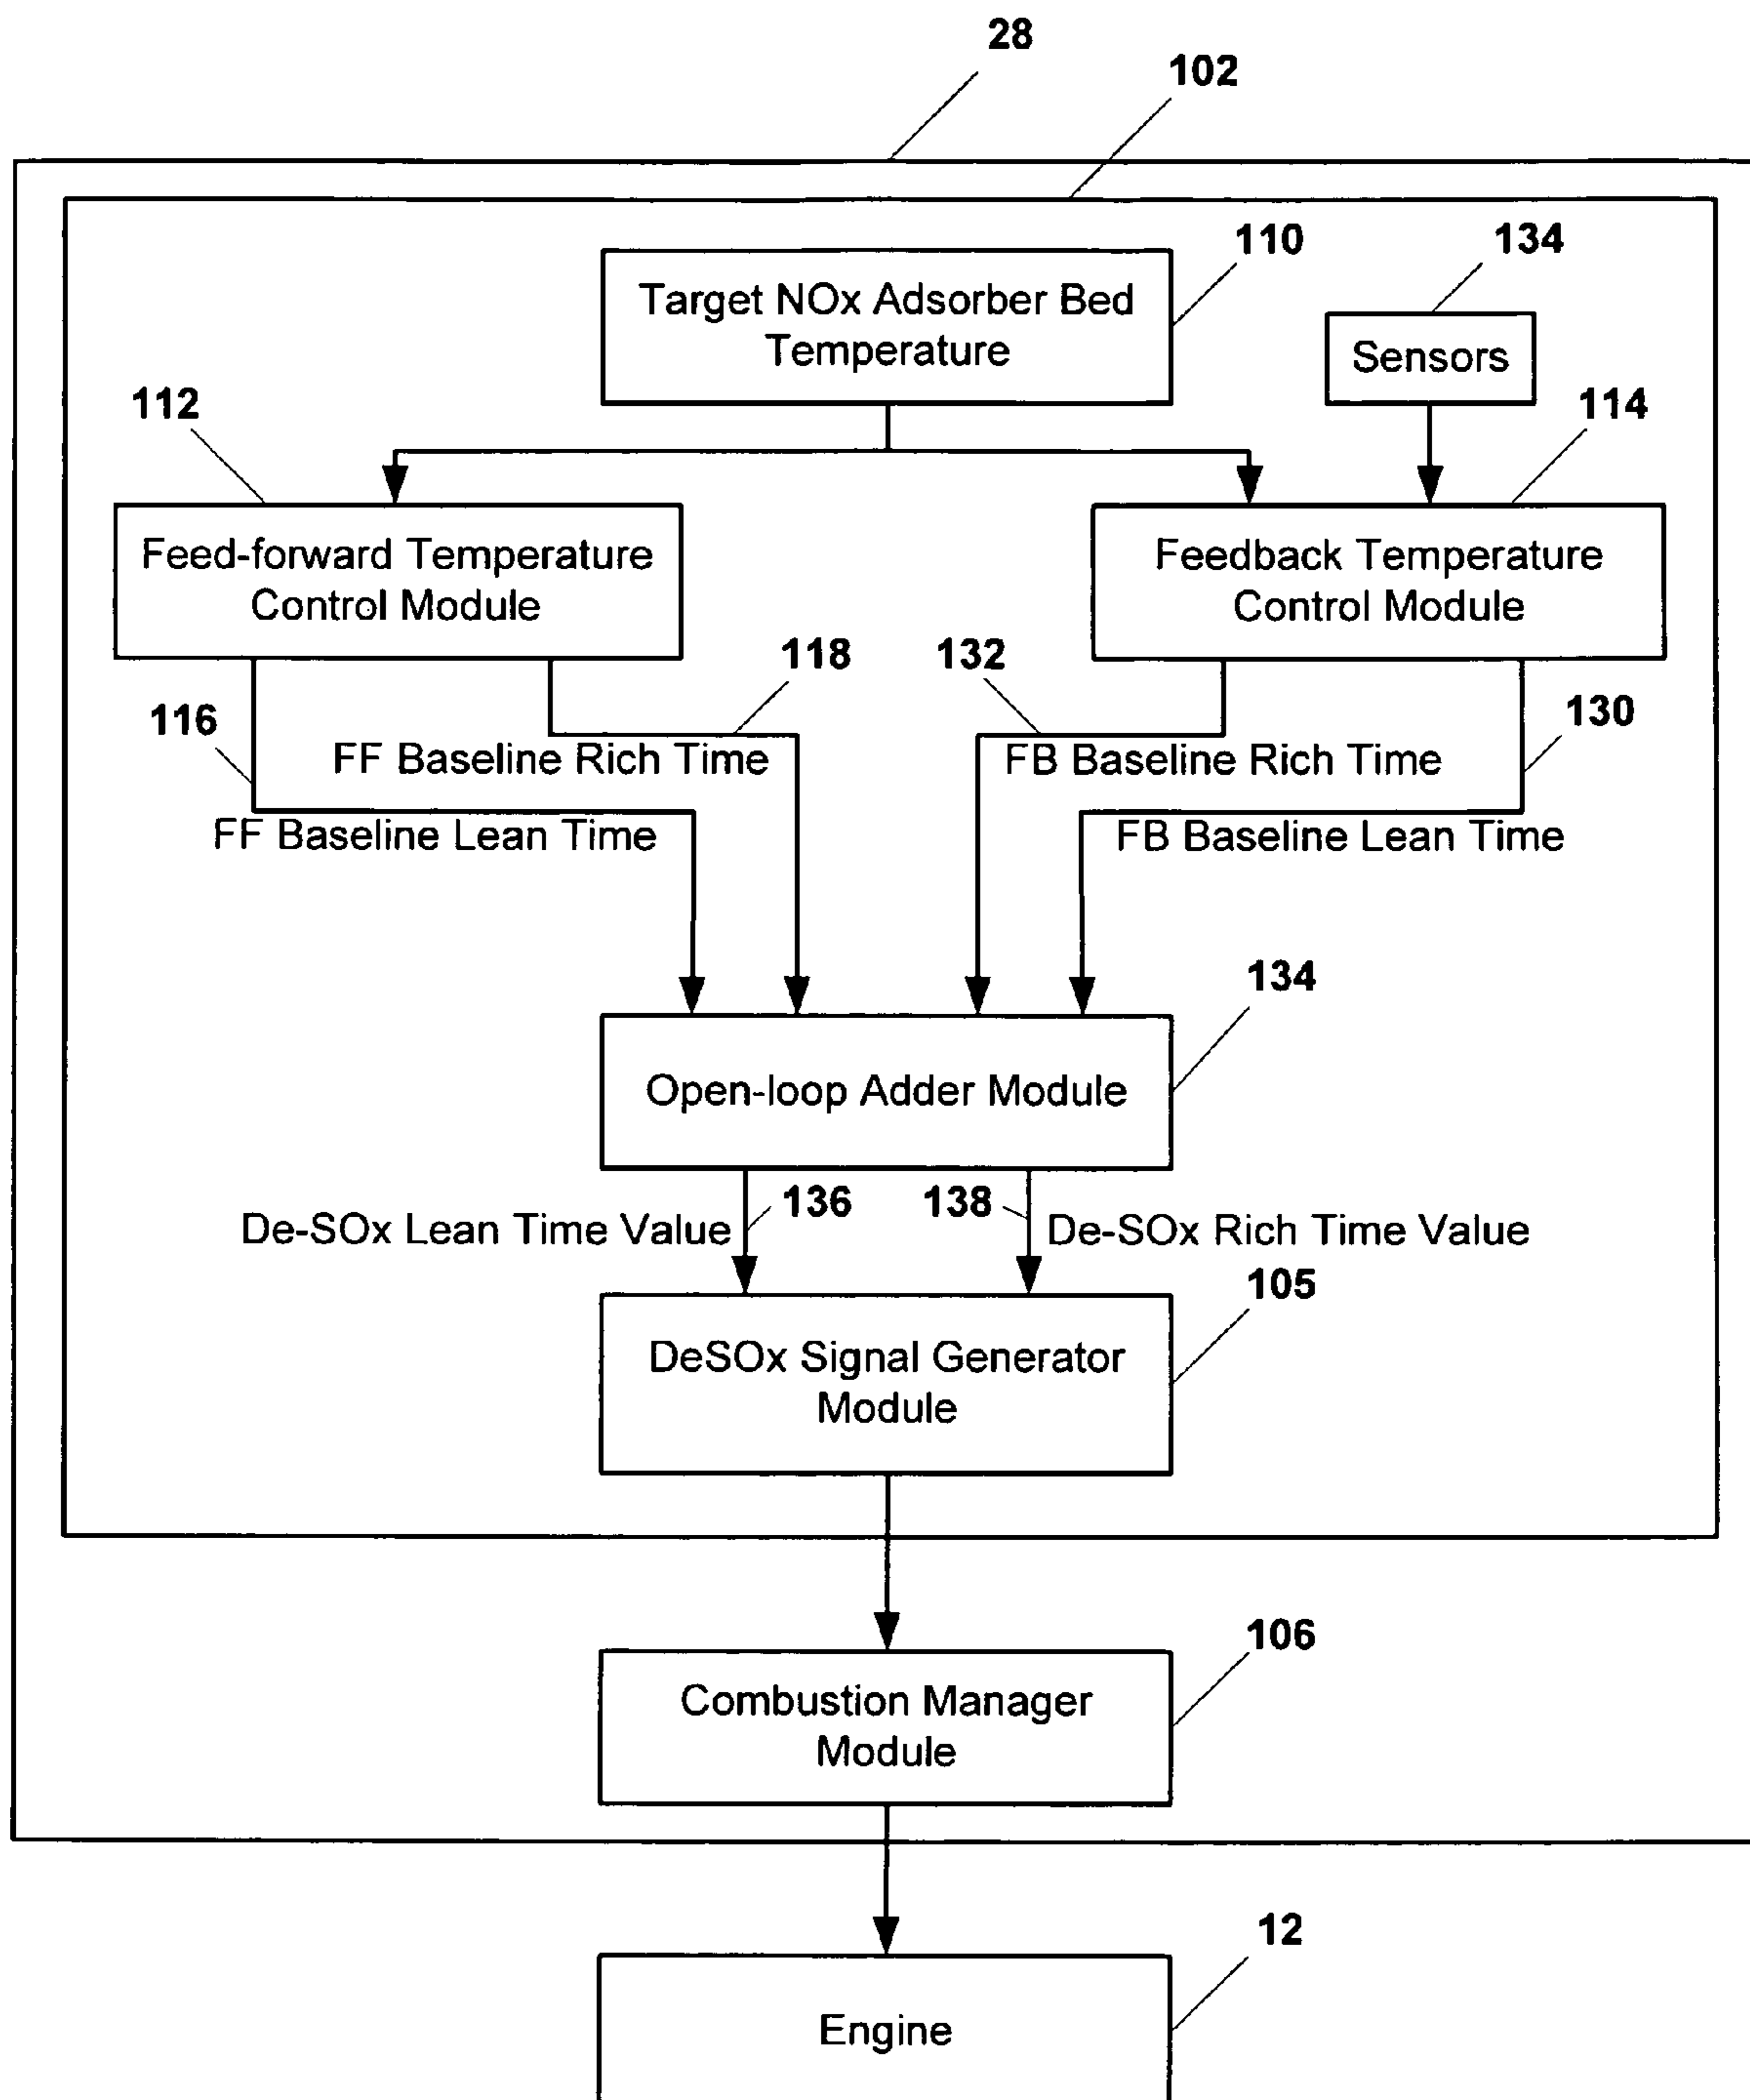 28
102
110
134
Target NOx Adsorber Bed
Temperature
Sensors
112
114
Feed-forward Temperature
Control Module
Feedback Temperature
Control Module
118
132
116
130
FF Baseline Rich Time
FB Baseline Rich Time
FF Baseline Lean Time
FB Baseline Lean Time
134
Open-loop Adder Module
136
138
De-SOx Lean Time Value
De-SOx Rich Time Value
105
DeSOx Signal Generator
Module
106
Combustion Manager
Module
12
Engine